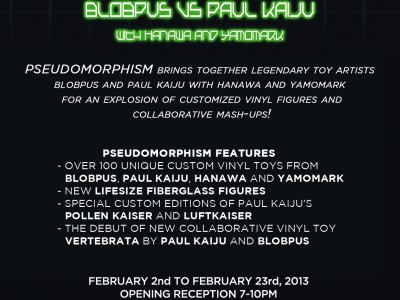 BLOBPUS VS PAUL KAIJU
WITH HANAWA AND YAMOMARK
PSEUDOMORPHISM BRINGS TOGETHER LEGENDARY TOY ARTISTS
BLOBPUS AND PAUL KAIJU WITH HANAWA AND YAMOMARK
FOR AN EXPLOSION OF CUSTOMIZED VINYL FIGURES AND
COLLABORATIVE MASH-UPS!
PSEUDOMORPHISM FEATURES
- OVER 100 UNIQUE CUSTOM VINYL TOYS FROM
BLOBPUS, PAUL KAIJU, HANAWA AND YAMOMARK
- NEW LIFESIZE FIBERGLASS FIGURES
- SPECIAL CUSTOM EDITIONS OF PAUL KAIJU'S
POLLEN KAISER AND LUFTKAISER
- THE DEBUT OF NEW COLLABORATIVE VINYL TOY
VERTEBRATA BY PAUL KAIJU AND BLOBPUS
FEBRUARY 2nd TO FEBRUARY 23rd, 2013
OPENING RECEPTION 7-10PM